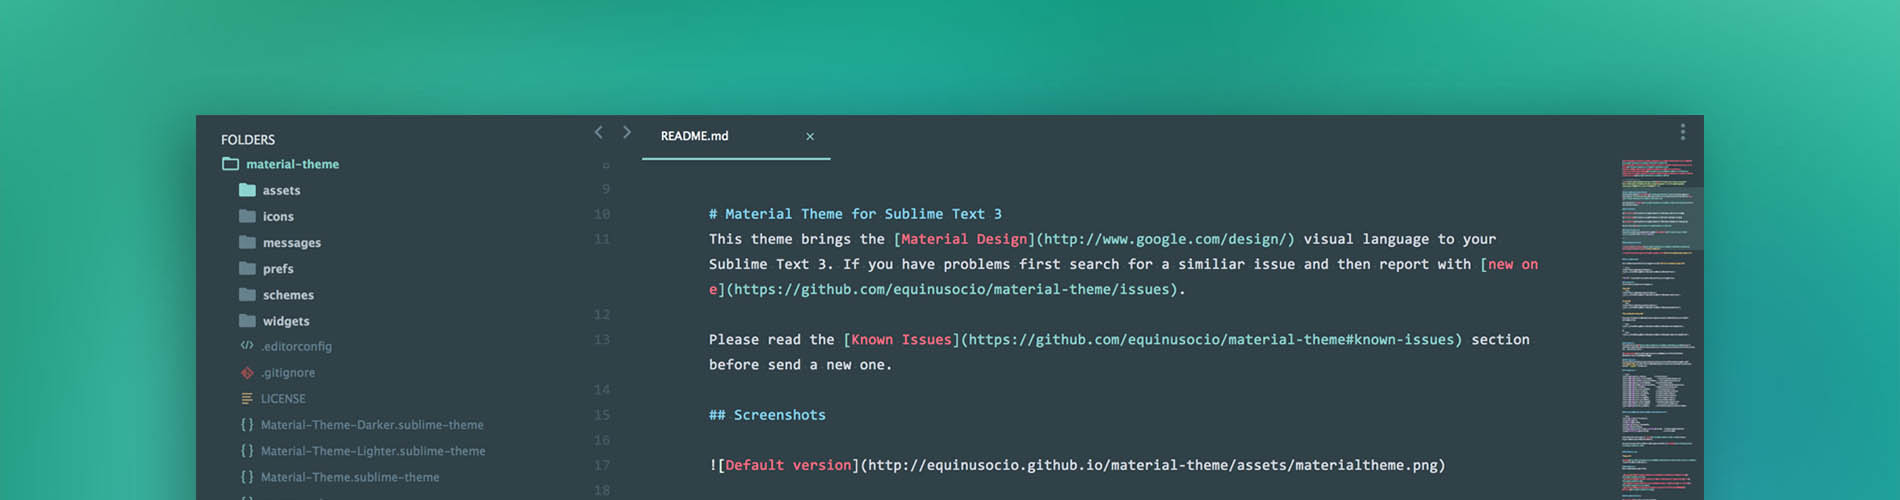 FOLDERS
material-theme
assets
icons
messages
prefs
schemes
widgets
.editorconfig
.gitignore
LICENSE
Material-Theme-Darker.sublime-theme
Material-Theme-Lighter.sublime-theme
Material-Theme.sublime-theme
README.md ×
9
10 # Material Theme for Sublime Text 3
11 This theme brings the [Material Design](http://www.google.com/design/) visual language to your
Sublime Text 3. If you have problems first search for a similiar issue and then report with [new on
e](https://github.com/equinusocio/material-theme/issues).
12
13 Please read the [Known Issues](https://github.com/equinusocio/material-theme#known-issues) section
before send a new one.
14
15 ## Screenshots
16
17 ![Default version](http://equinusocio.github.io/material-theme/assets/materialtheme.png)
18